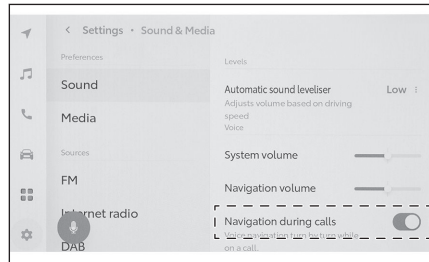 < Settings • Sound & Media
Preferences
Sound
Media
Sources
FM
Internet radio
DAB
Levels
Automatic sound leveliser
Low
Adjusts volume based on driving
speed
Voice
System volume
Navigation volume
Navigation during calls
Voice navigation turn by turn while
on a call.